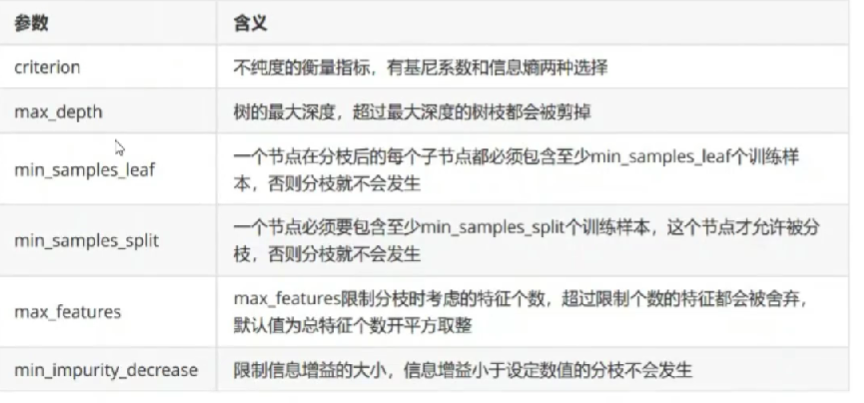 参数 含义
criterion 不纯度的衡量指标，有基尼系数和信息熵两种选择
max_depth 树的最大深度，超过最大深度的树枝都会被剪掉
min_samples_leaf 一个节点在分枝后的每个子节点都必须包含至少min_samples_leaf个训练样
本，否则分枝就不会发生
min_samples_split 一个节点必须要包含至少min_samples_split个训练样本，这个节点才允许被分
枝，否则分枝就不会发生
max_features max_features限制分枝时考虑的特征个数，超过限制个数的特征都会被舍弃，
默认值为总特征个数开平方取整
min_impurity_decrease 限制信息增益的大小，信息增益小于设定数值的分枝不会发生